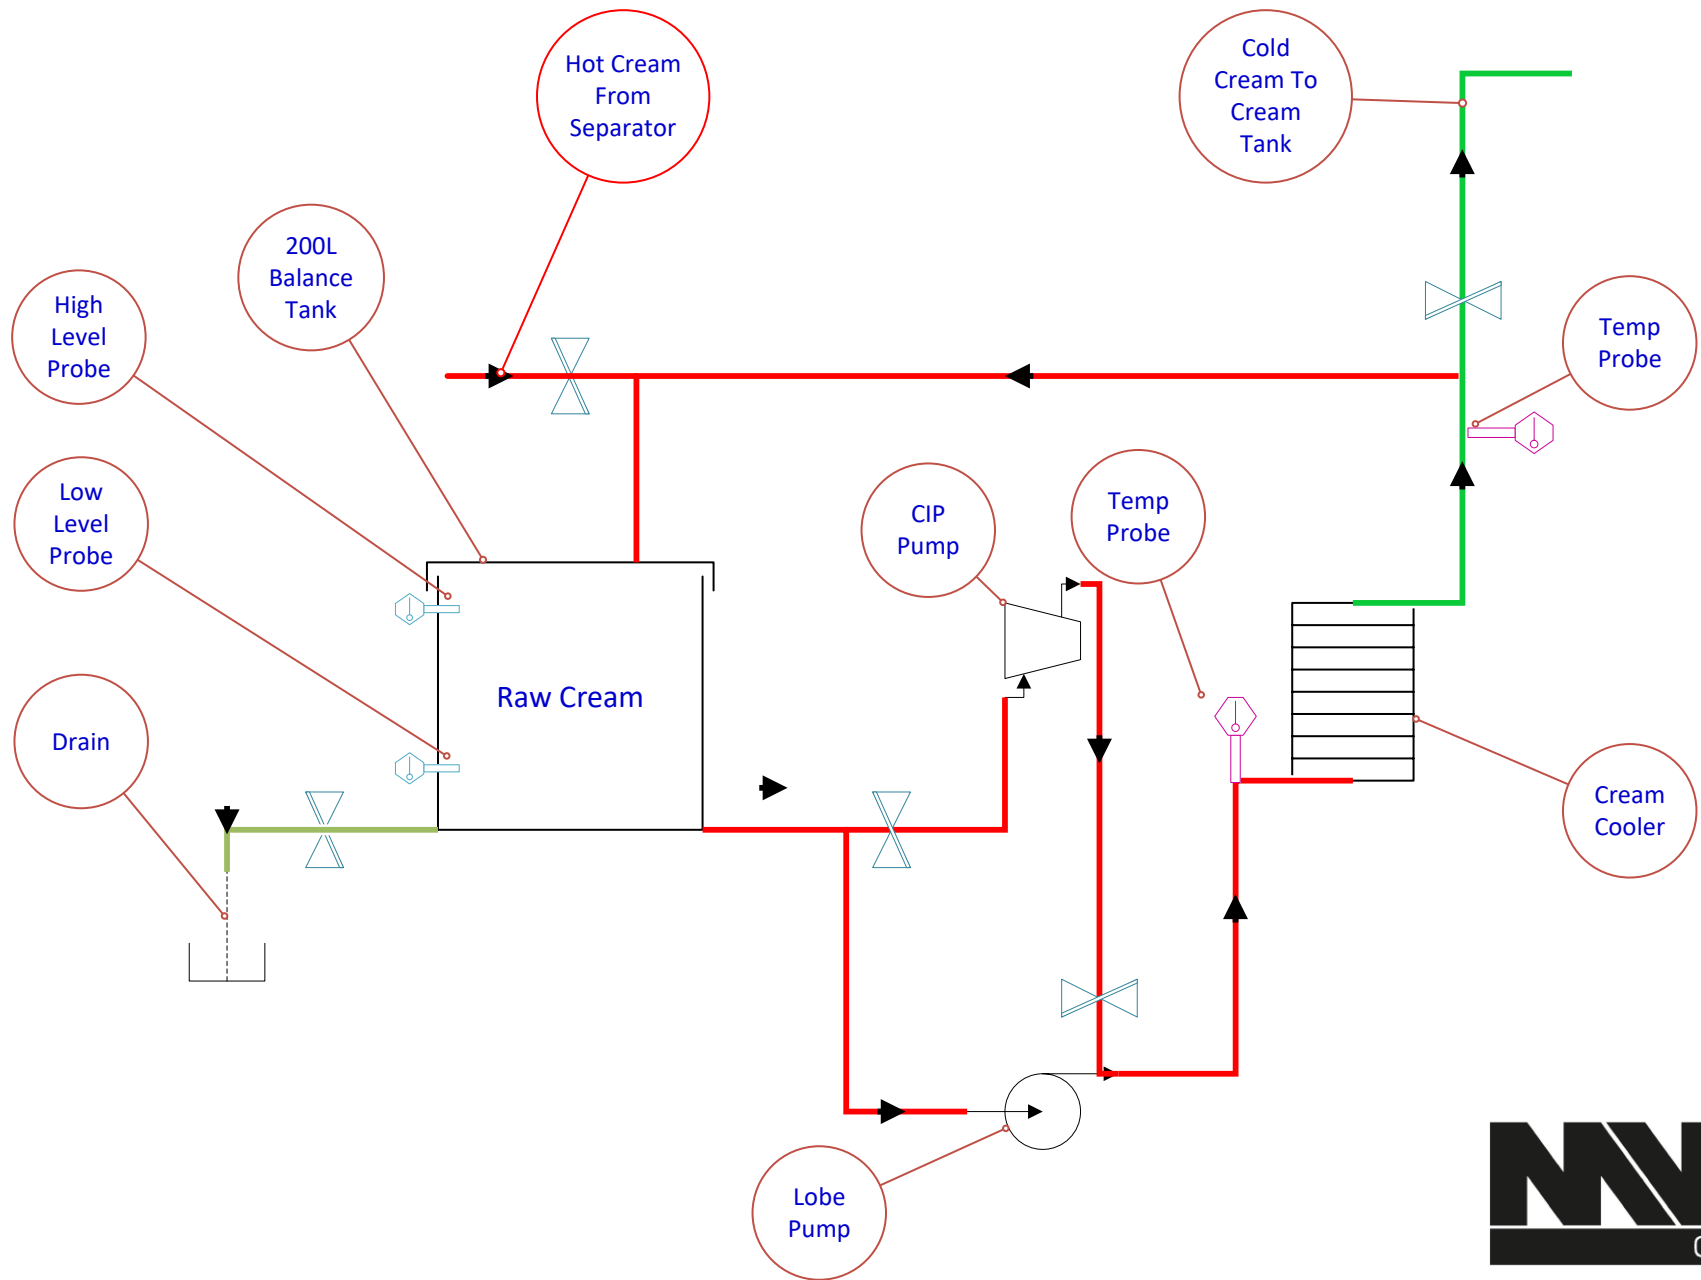 Hot Cream
From
Separator
Cold
Cream To
Cream
Tank
200L
Balance
Tank
High
Level
Probe
Temp
Probe
Low
Level
Probe
CIP
Pump
Temp
Probe
Raw Cream
Drain
Cream
Cooler
Lobe
Pump